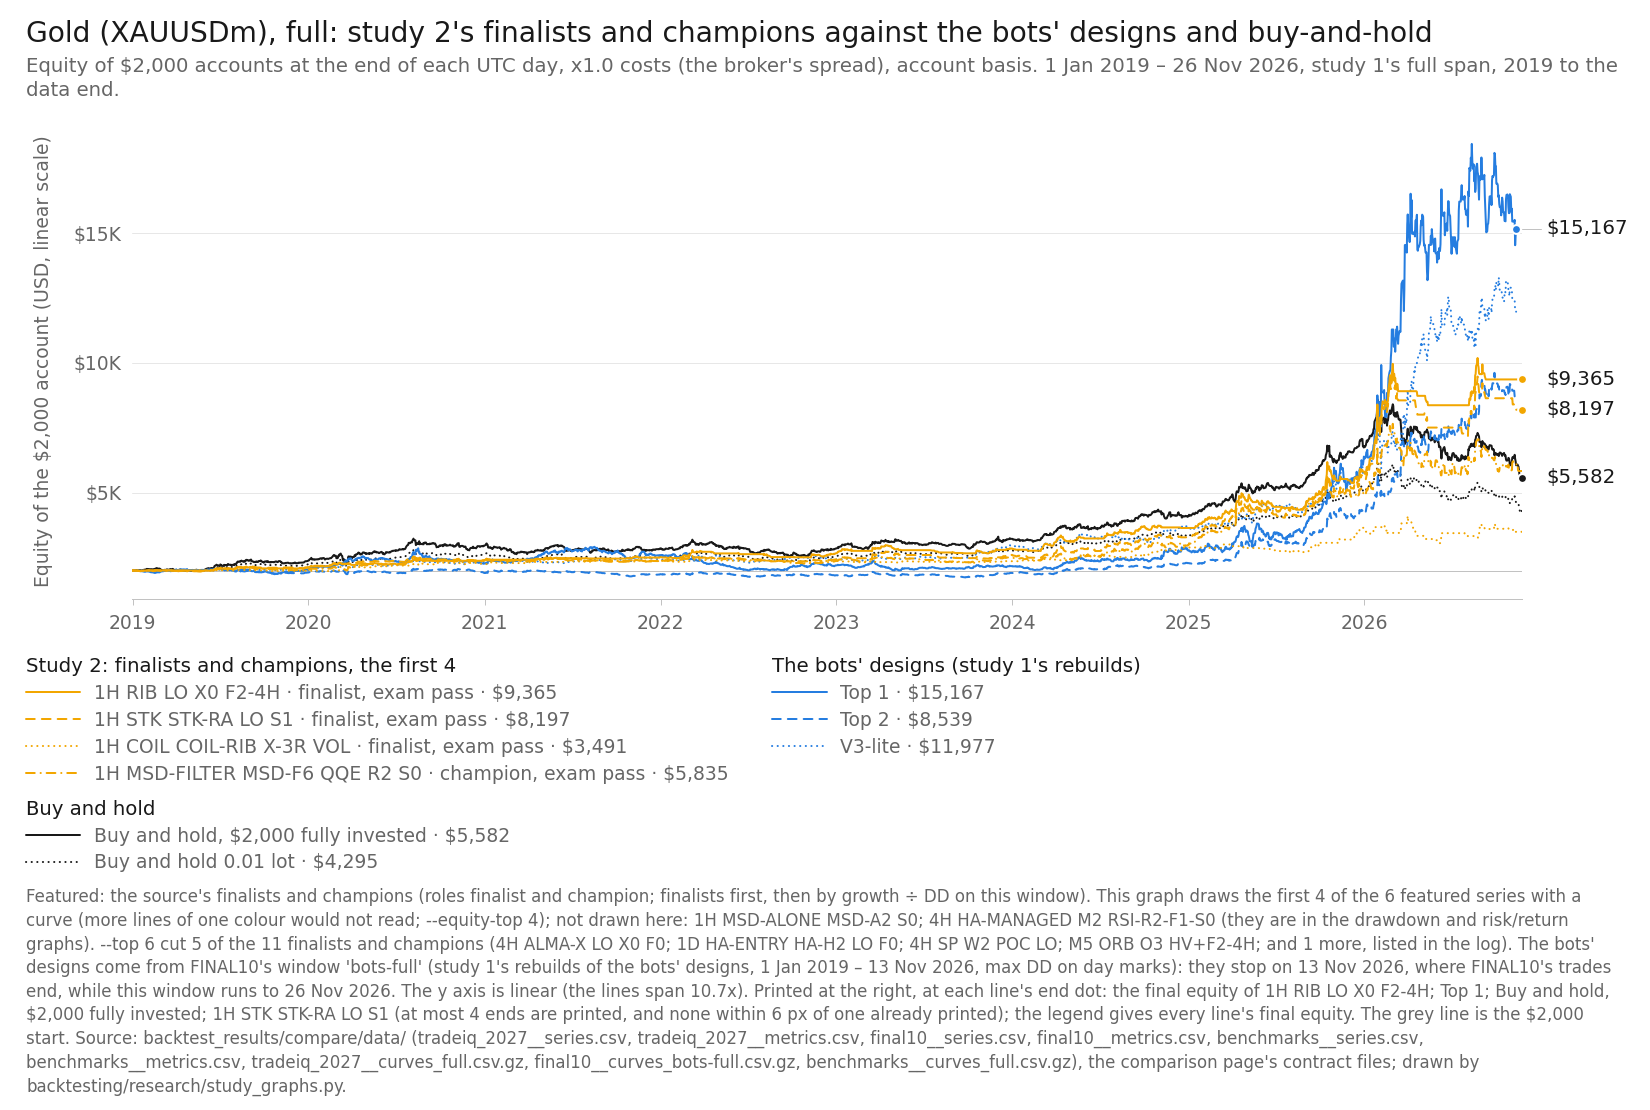 Gold (XAUUSDm), full: study 2's finalists and champions against the bots' designs and buy-and-hold
Equity of $2,000 accounts at the end of each UTC day, x1.0 costs (the broker's spread), account basis. 1 Jan 2019 – 26 Nov 2026, study 1's full span, 2019 to the
data end.
Equity of the $2,000 account (USD, linear scale)
$15K
$10K
$5K
$15,167
$9,365
$8,197
$5,582
2019 2020 2021 2022 2023 2024 2025 2026
Study 2: finalists and champions, the first 4
1H RIB LO X0 F2-4H · finalist, exam pass · $9,365
1H STK STK-RA LO S1 · finalist, exam pass · $8,197
1H COIL COIL-RIB X-3R VOL · finalist, exam pass · $3,491
1H MSD-FILTER MSD-F6 QQE R2 S0 · champion, exam pass · $5,835
The bots' designs (study 1's rebuilds)
Top 1 · $15,167
Top 2 · $8,539
V3-lite · $11,977
Buy and hold
Buy and hold, $2,000 fully invested · $5,582
Buy and hold 0.01 lot · $4,295
Featured: the source's finalists and champions (roles finalist and champion; finalists first, then by growth ÷ DD on this window). This graph draws the first 4 of the 6 featured series with a
curve (more lines of one colour would not read; --equity-top 4); not drawn here: 1H MSD-ALONE MSD-A2 S0; 4H HA-MANAGED M2 RSI-R2-F1-S0 (they are in the drawdown and risk/return
graphs). --top 6 cut 5 of the 11 finalists and champions (4H ALMA-X LO X0 F0; 1D HA-ENTRY HA-H2 LO F0; 4H SP W2 POC LO; M5 ORB O3 HV+F2-4H; and 1 more, listed in the log). The bots'
designs come from FINAL10's window 'bots-full' (study 1's rebuilds of the bots' designs, 1 Jan 2019 – 13 Nov 2026, max DD on day marks): they stop on 13 Nov 2026, where FINAL10's trades
end, while this window runs to 26 Nov 2026. The y axis is linear (the lines span 10.7x). Printed at the right, at each line's end dot: the final equity of 1H RIB LO X0 F2-4H; Top 1; Buy and hold,
$2,000 fully invested; 1H STK STK-RA LO S1 (at most 4 ends are printed, and none within 6 px of one already printed); the legend gives every line's final equity. The grey line is the $2,000
start. Source: backtest_results/compare/data/ (tradeiq_2027__series.csv, tradeiq_2027__metrics.csv, final10__series.csv, final10__metrics.csv, benchmarks__series.csv,
benchmarks__metrics.csv, tradeiq_2027__curves_full.csv.gz, final10__curves_bots-full.csv.gz, benchmarks__curves_full.csv.gz), the comparison page's contract files; drawn by
backtesting/research/study_graphs.py.